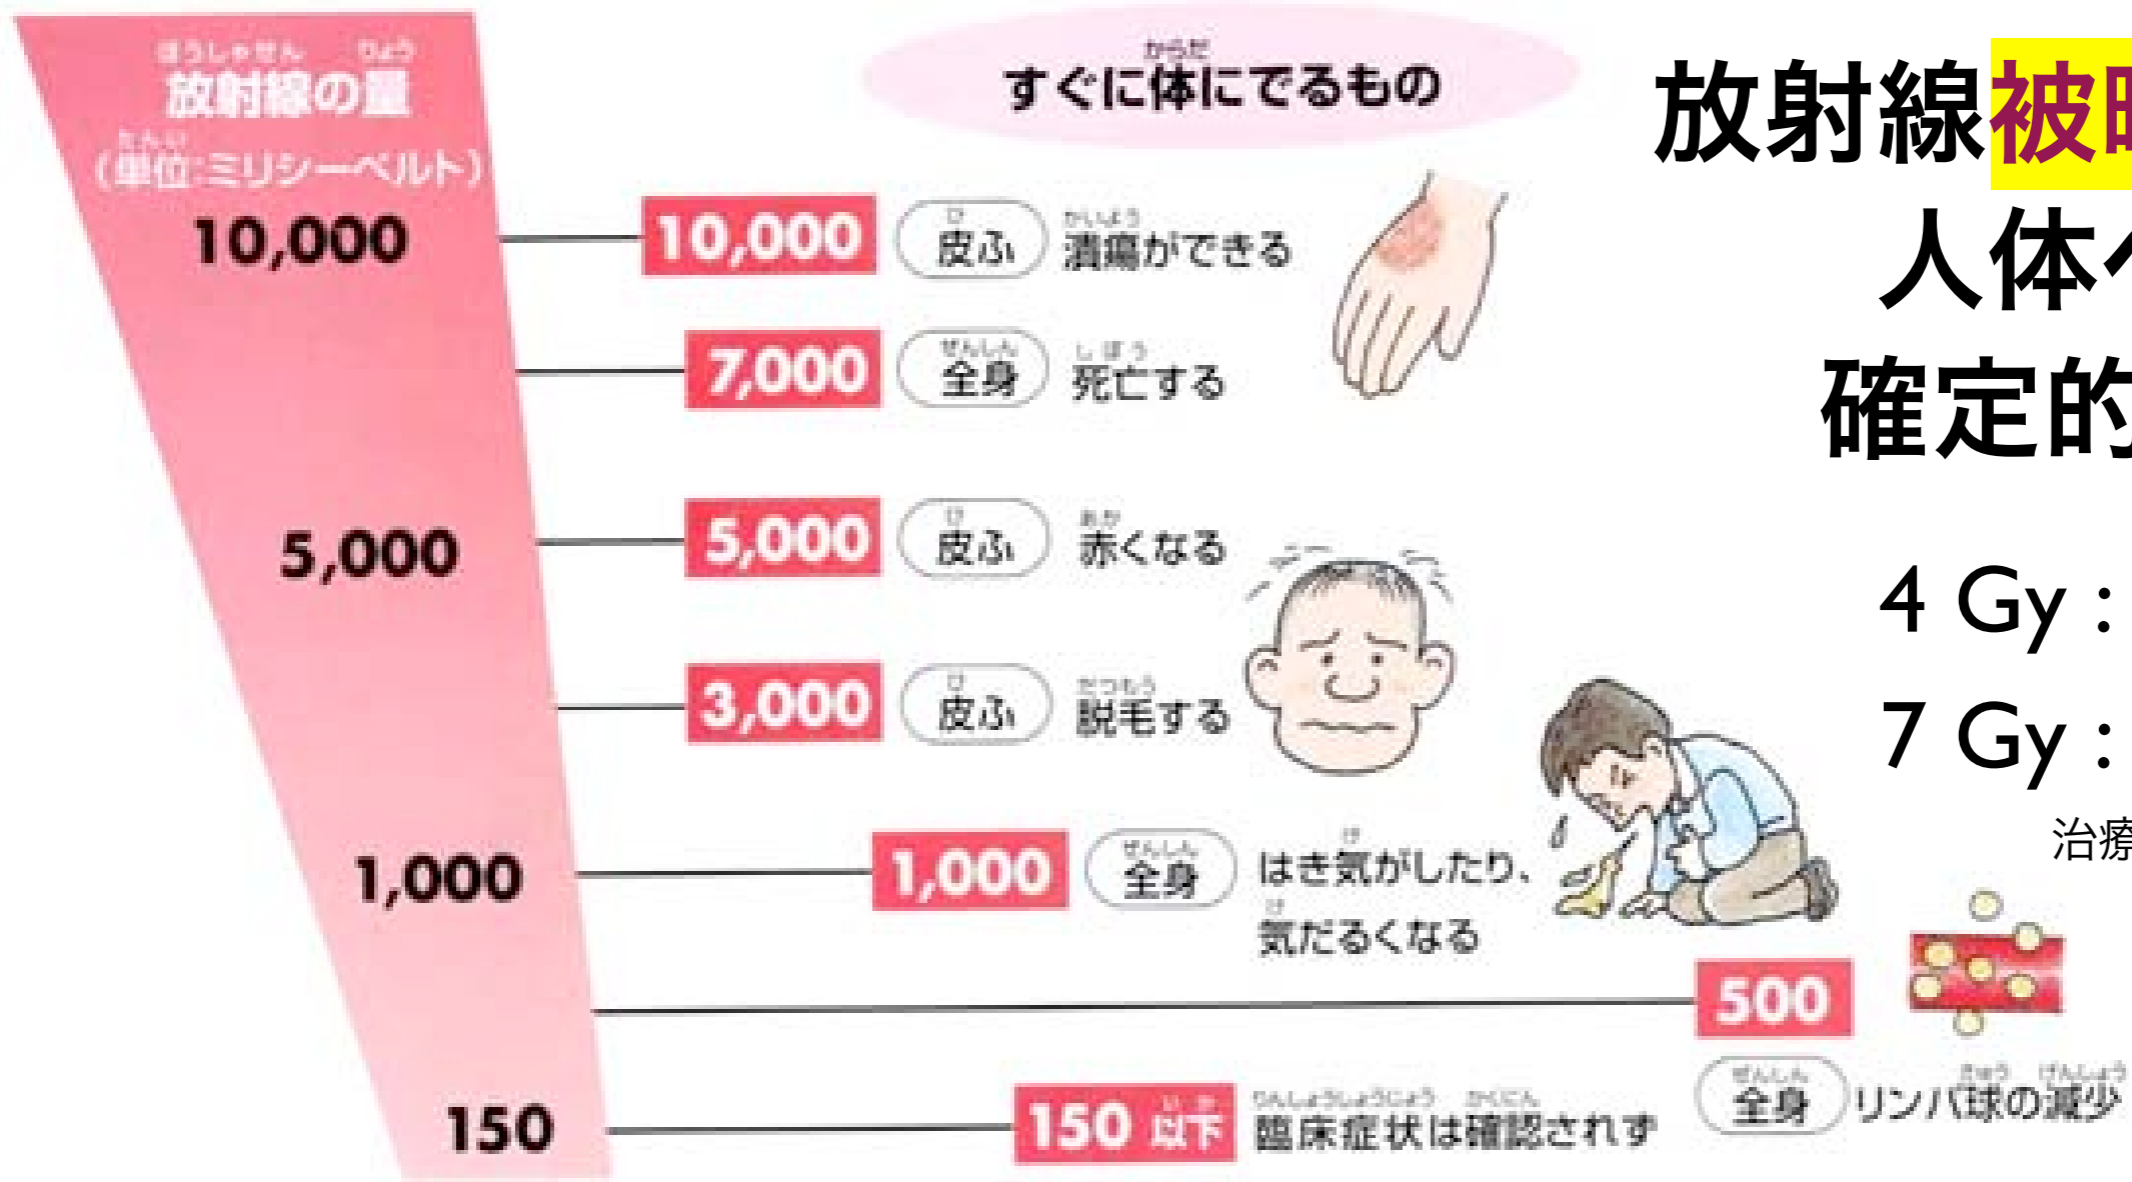 放射線の量
(単位:ミリシーベルト)
10,000
5,000
1,000
150
すぐに体にでるもの
10,000 皮ふ 潰瘍ができる
7,000 全身 死亡する
5,000 皮ふ 赤くなる
3,000 皮ふ 脱毛する
1,000 全身 はき気がしたり、
気だるくなる
500
全身 リンパ球の減少
150 以下 臨床症状は確認されず
放射線被
人体
確定的
4 Gy :
7 Gy :
治療